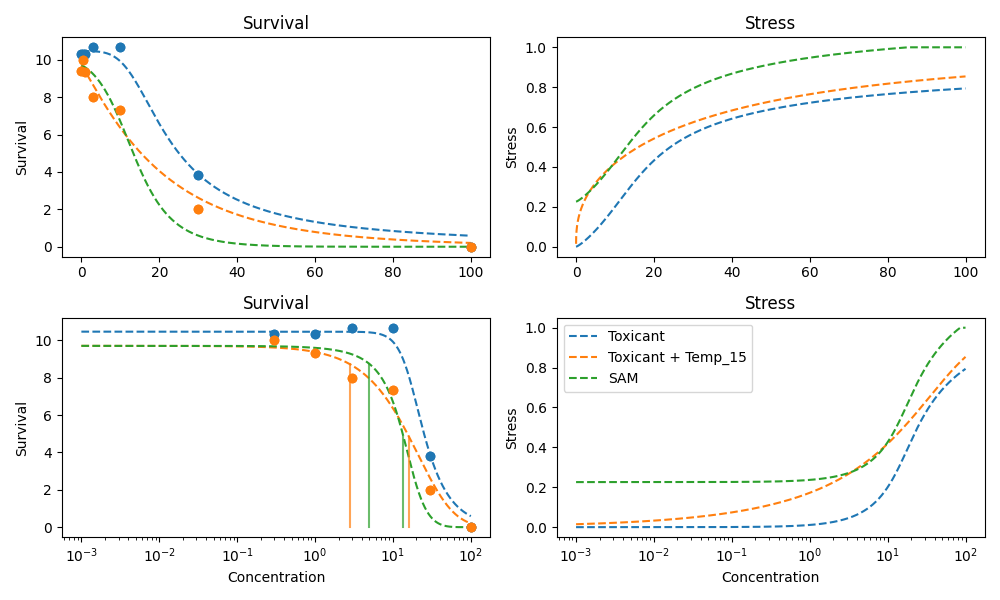 Survival
Survival
10
8
6
4
2
0
0 20 40 60 80 100
Stress
Stress
1.0
0.8
0.6
0.4
0.2
0.0
0 20 40 60 80 100
Survival
Survival
10
8
6
4
2
0
10⁻³ 10⁻² 10⁻¹ 10⁰ 10¹ 10²
Concentration
Stress
Stress
1.0
0.8
0.6
0.4
0.2
0.0
Toxicant
Toxicant + Temp_15
SAM
10⁻³ 10⁻² 10⁻¹ 10⁰ 10¹ 10²
Concentration